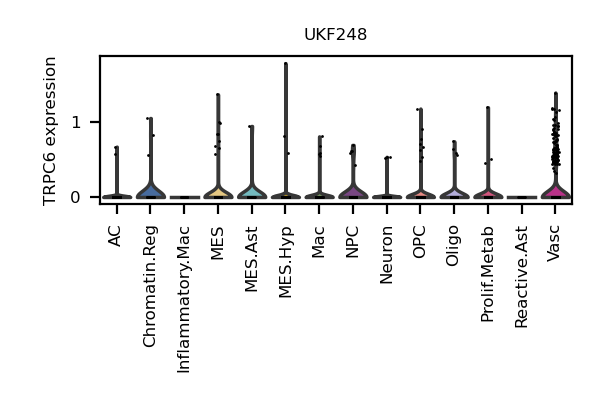 UKF248
TRPC6 expression
1
0
AC
Chromatin.Reg
Inflammatory.Mac
MES
MES.Ast
MES.Hyp
Mac
NPC
Neuron
OPC
Oligo
Prolif.Metab
Reactive.Ast
Vasc